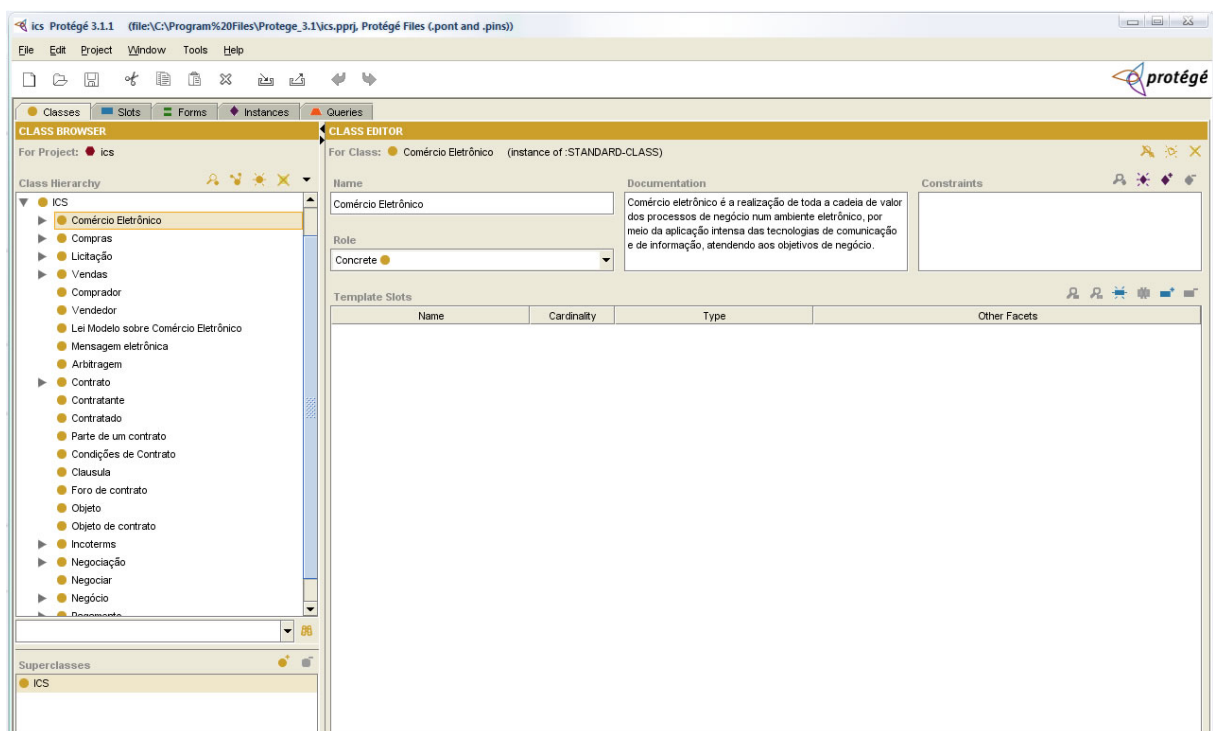 ics Protégé 3.1.1 (file:\C:\Program%20Files\Protege_3.1\ics.pprj, Protégé Files (.pont and .pins))
File Edit Project Window Tools Help
protégé
Classes Slots Forms Instances Queries
CLASS BROWSER
For Project: ics
Class Hierarchy
ICS
Comércio Eletrônico
Compras
Licitação
Vendas
Comprador
Vendedor
Lei Modelo sobre Comércio Eletrônico
Mensagem eletrônica
Arbitragem
Contrato
Contratante
Contratado
Parte de um contrato
Condições de Contrato
Clausula
Foro de contrato
Objeto
Objeto de contrato
Incoterms
Negociação
Negociar
Negócio
Pagamento
Superclasses
ICS
CLASS EDITOR
For Class: Comércio Eletrônico (instance of :STANDARD-CLASS)
Name
Comércio Eletrônico
Role
Concrete
Documentation
Comércio eletrônico é a realização de toda a cadeia de valor
dos processos de negócio num ambiente eletrônico, por
meio da aplicação intensa das tecnologias de comunicação
e de informação, atendendo aos objetivos de negócio.
Constraints
Template Slots
Name Cardinality Type Other Facets